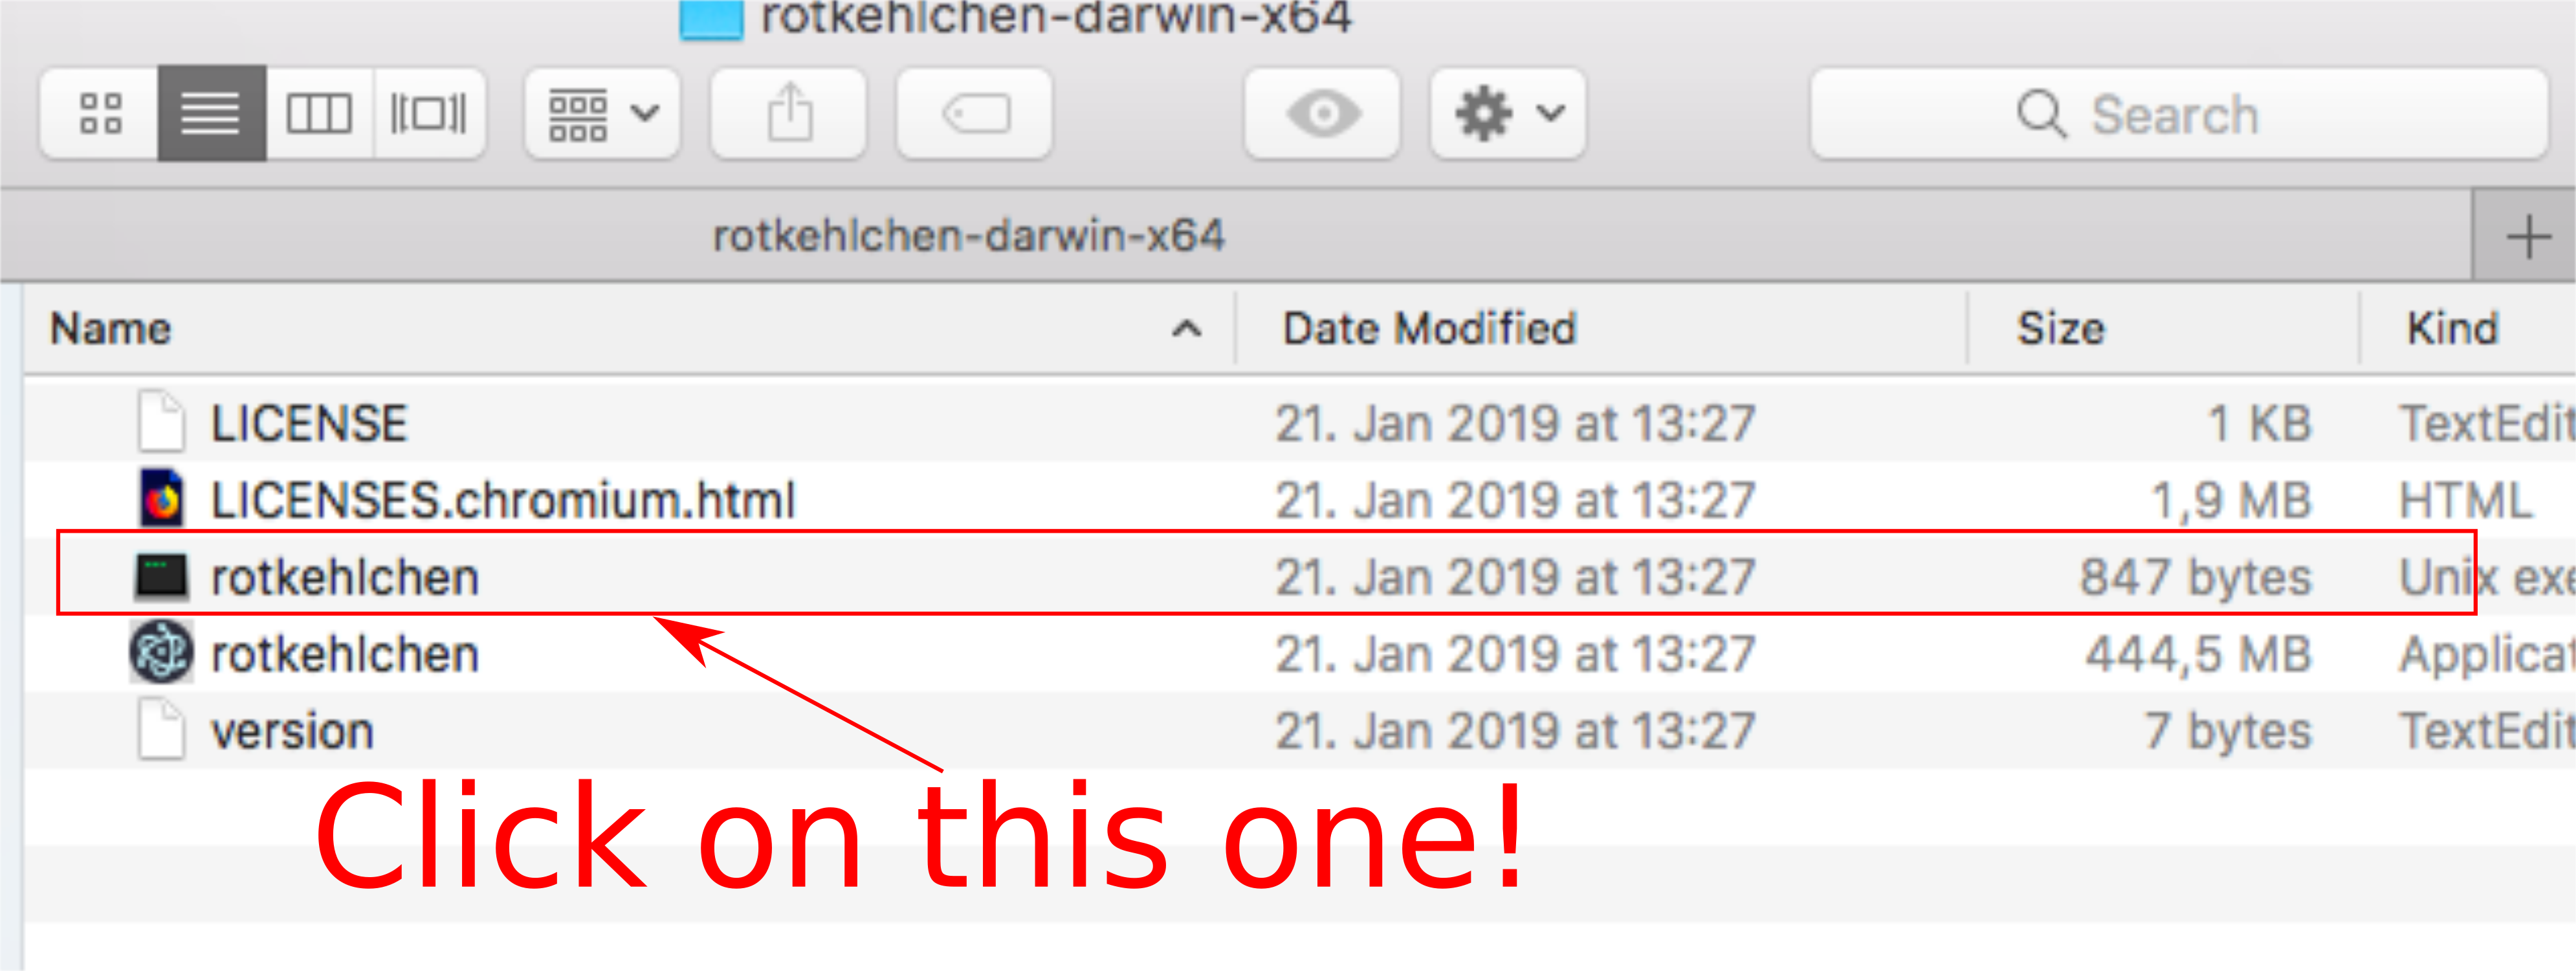 rotkehlchen-darwin-x64
Search
rotkehlchen-darwin-x64
Name Date Modified Size Kind
LICENSE 21. Jan 2019 at 13:27 1 KB TextEdit
LICENSES.chromium.html 21. Jan 2019 at 13:27 1,9 MB HTML
rotkehlchen 21. Jan 2019 at 13:27 847 bytes Unix exe
rotkehlchen 21. Jan 2019 at 13:27 444,5 MB Applicat
version 21. Jan 2019 at 13:27 7 bytes TextEdit
Click on this one!